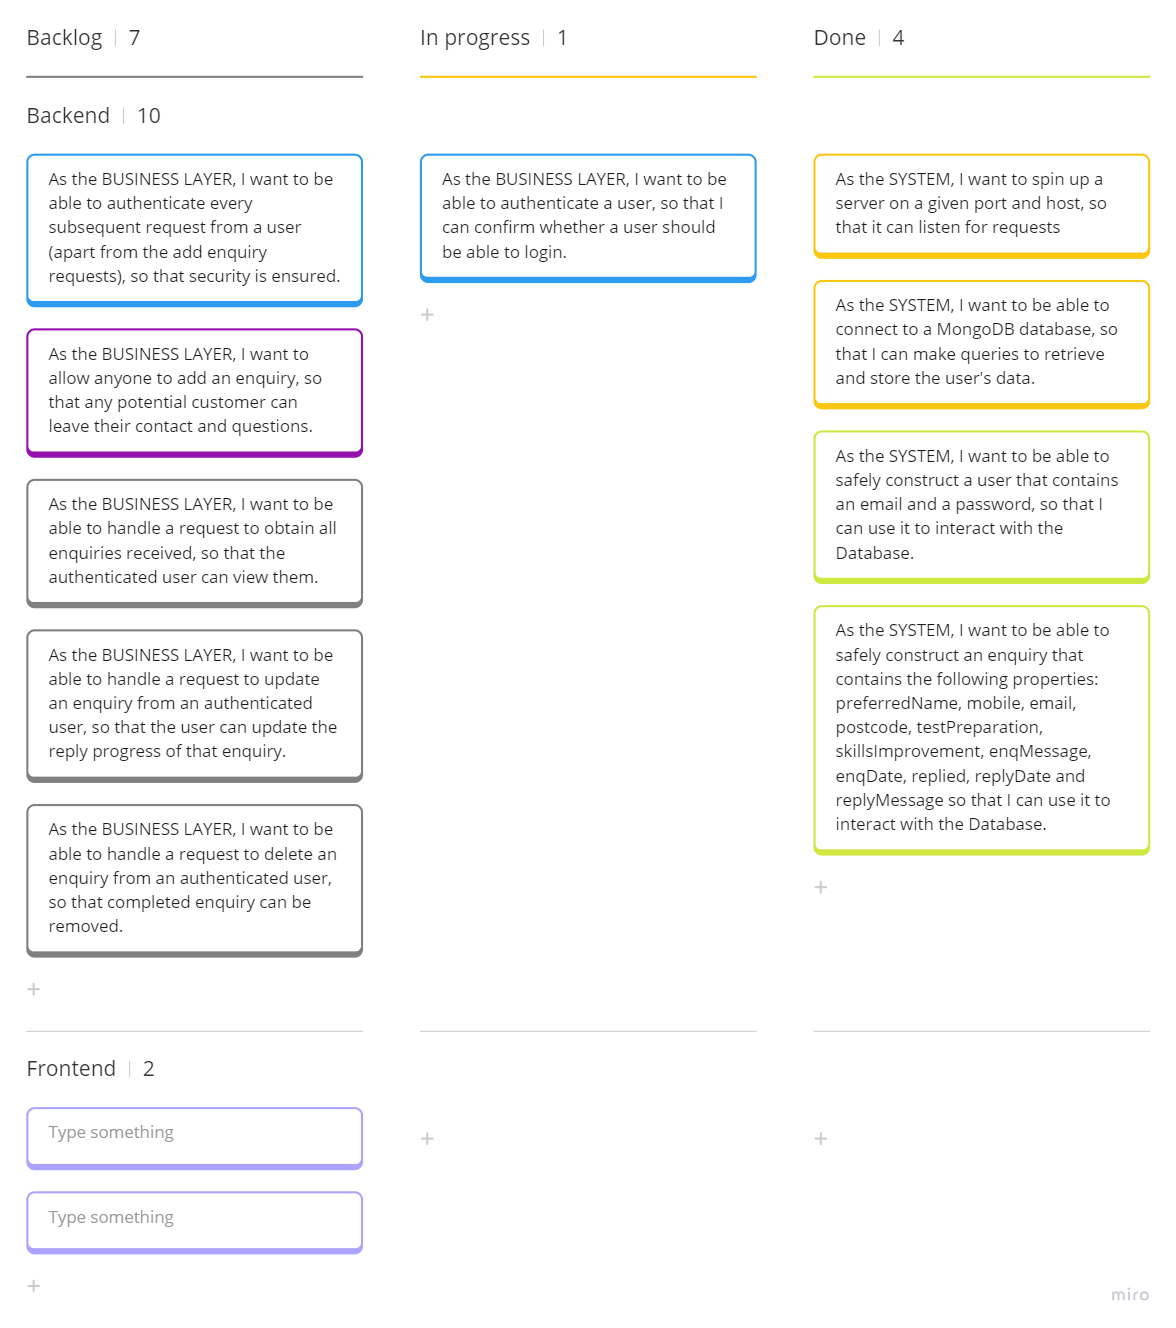 Backlog | 7
In progress | 1
Done | 4
Backend | 10
As the BUSINESS LAYER, I want to be
able to authenticate every
subsequent request from a user
(apart from the add enquiry
requests), so that security is ensured.
As the BUSINESS LAYER, I want to
allow anyone to add an enquiry, so
that any potential customer can
leave their contact and questions.
As the BUSINESS LAYER, I want to be
able to handle a request to obtain all
enquiries received, so that the
authenticated user can view them.
As the BUSINESS LAYER, I want to be
able to handle a request to update
an enquiry from an authenticated
user, so that the user can update the
reply progress of that enquiry.
As the BUSINESS LAYER, I want to be
able to handle a request to delete an
enquiry from an authenticated user,
so that completed enquiry can be
removed.
+
As the BUSINESS LAYER, I want to be
able to authenticate a user, so that I
can confirm whether a user should
be able to login.
+
As the SYSTEM, I want to spin up a
server on a given port and host, so
that it can listen for requests
As the SYSTEM, I want to be able to
connect to a MongoDB database, so
that I can make queries to retrieve
and store the user's data.
As the SYSTEM, I want to be able to
safely construct a user that contains
an email and a password, so that I
can use it to interact with the
Database.
As the SYSTEM, I want to be able to
safely construct an enquiry that
contains the following properties:
preferredName, mobile, email,
postcode, testPreparation,
skillsImprovement, enqMessage,
enqDate, replied, replyDate and
replyMessage so that I can use it to
interact with the Database.
+
Frontend | 2
Type something
Type something
+
+
+
miro